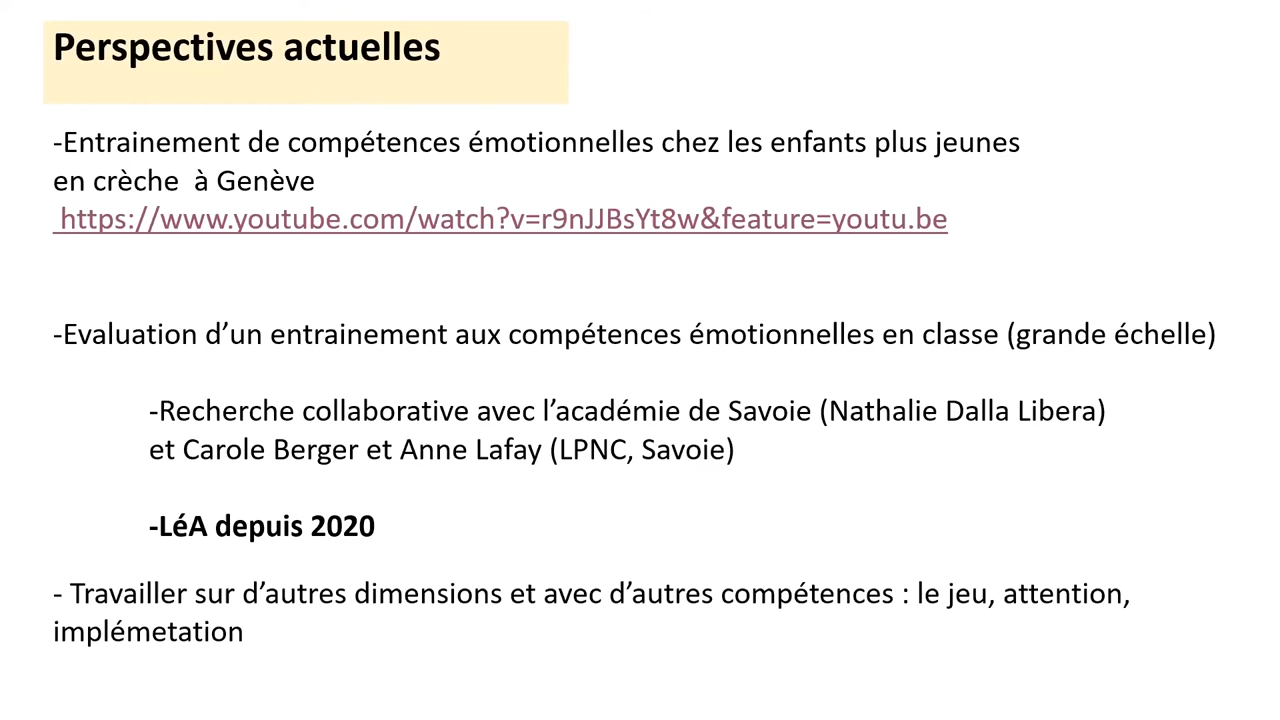 Perspectives actuelles
-Entrainement de compétences émotionnelles chez les enfants plus jeunes
en crèche  à Genève
https://www.youtube.com/watch?v=r9nJJBsYt8w&feature=youtu.be
-Evaluation d’un entrainement aux compétences émotionnelles en classe (grande échelle)
-Recherche collaborative avec l’académie de Savoie (Nathalie Dalla Libera)
et Carole Berger et Anne Lafay (LPNC, Savoie)
-LéA depuis 2020
- Travailler sur d’autres dimensions et avec d’autres compétences : le jeu, attention,
implémetation